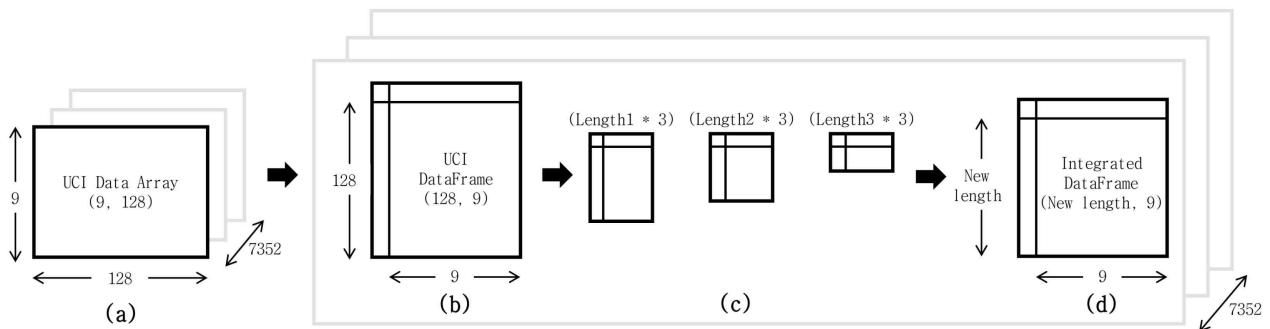 9
UCI Data Array
(9, 128)
128
7352
(a)
128
UCI
DataFrame
(128, 9)
9
(b)
(Length1 * 3)
(Length2 * 3)
(Length3 * 3)
(c)
New
length
Integrated
DataFrame
(New length, 9)
9
(d)
7352